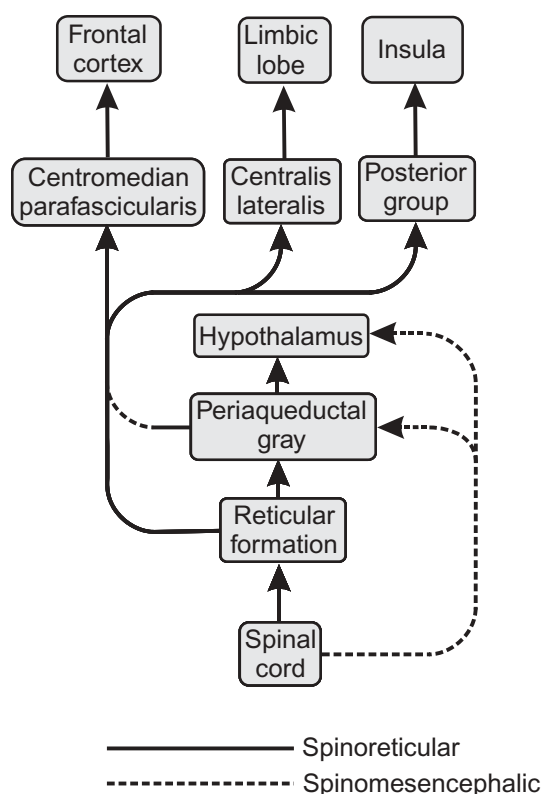 Frontal
cortex
Limbic
lobe
Insula
Centromedian
parafascicularis
Centralis
lateralis
Posterior
group
Hypothalamus
Periaqueductal
gray
Reticular
formation
Spinal
cord
Spinoreticular
Spinomesencephalic